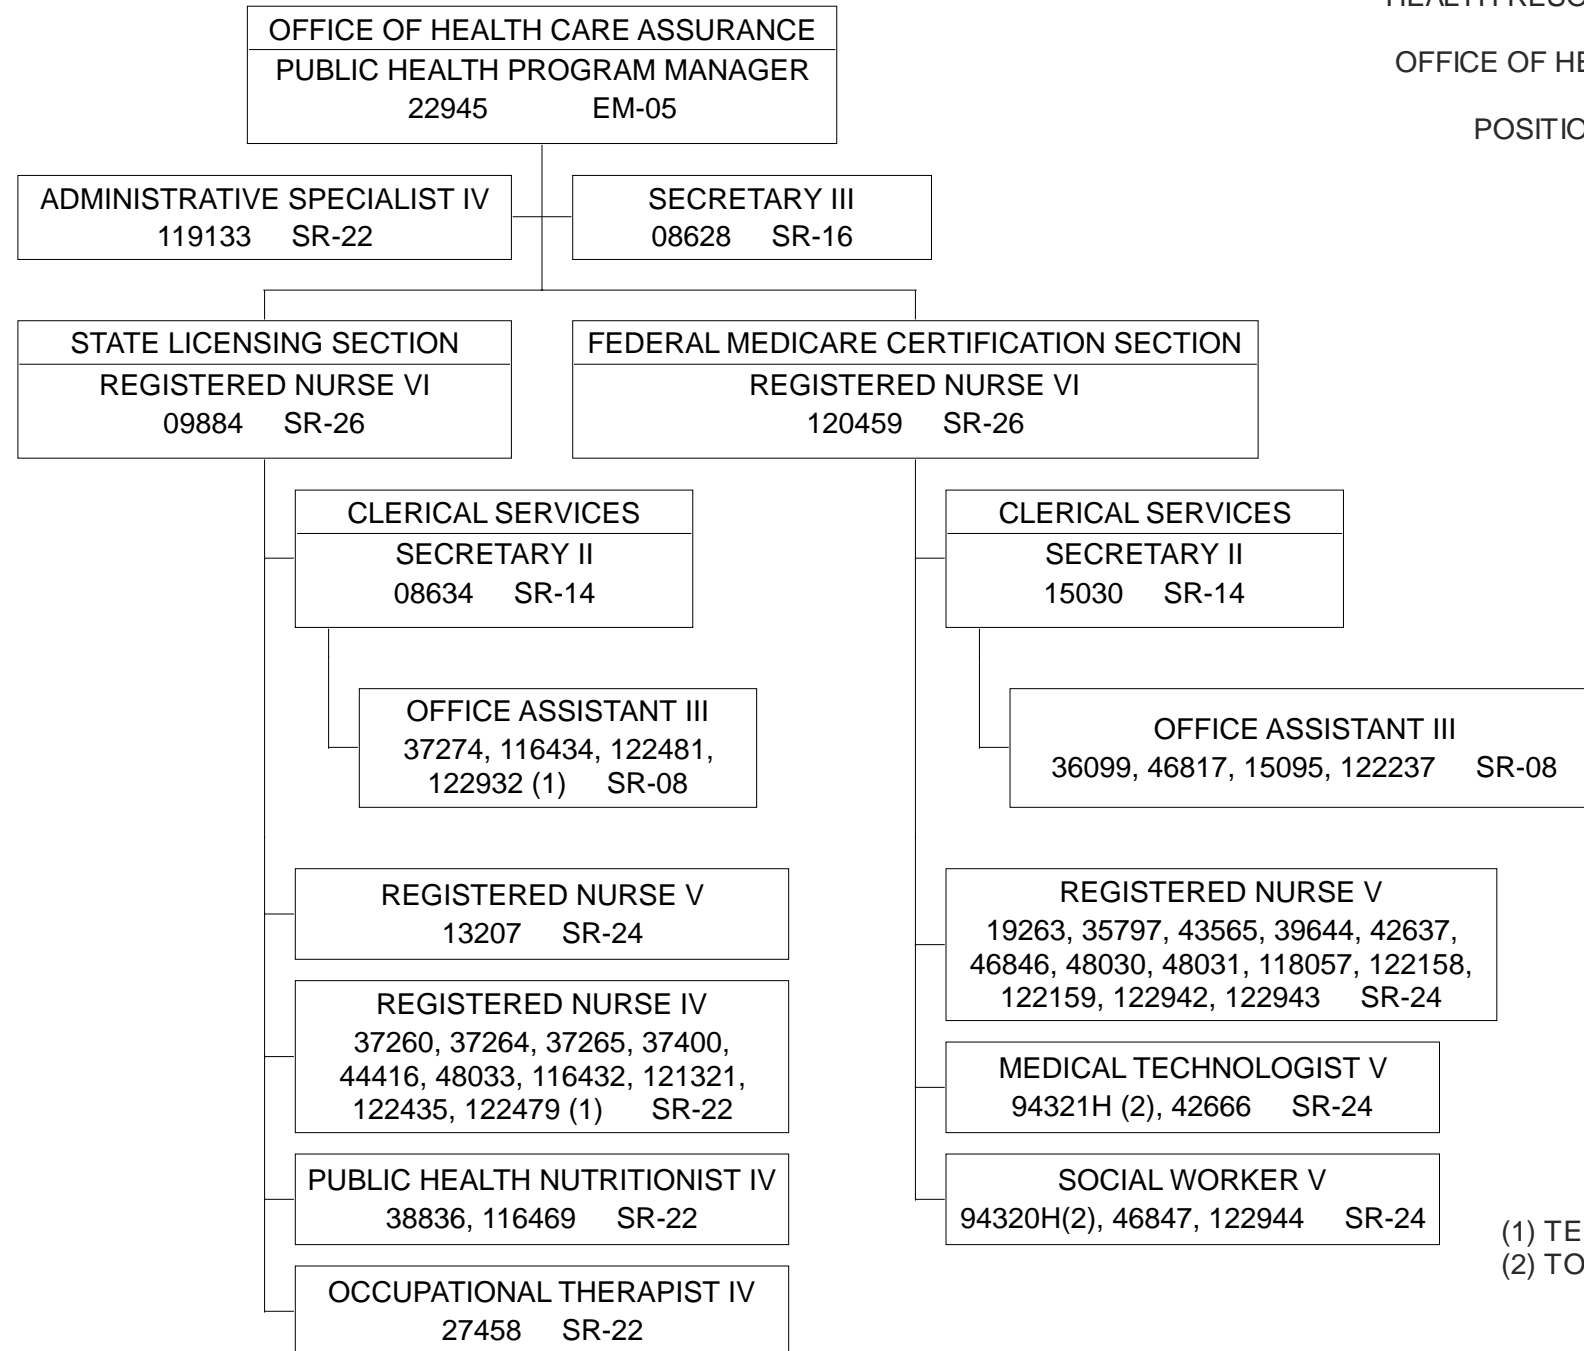 HEALTH
OFFICE OF
OFFICE OF HEALTH CARE ASSURANCE
PUBLIC HEALTH PROGRAM MANAGER
22945 EM-05
ADMINISTRATIVE SPECIALIST IV
119133 SR-22
SECRETARY III
08628 SR-16
STATE LICENSING SECTION
REGISTERED NURSE VI
09884 SR-26
FEDERAL MEDICARE CERTIFICATION SECTION
REGISTERED NURSE VI
120459 SR-26
CLERICAL SERVICES
SECRETARY II
08634 SR-14
OFFICE ASSISTANT III
37274, 116434, 122481,
122932 (1) SR-08
REGISTERED NURSE V
13207 SR-24
REGISTERED NURSE IV
37260, 37264, 37265, 37400,
44416, 48033, 116432, 121321,
122435, 122479 (1) SR-22
PUBLIC HEALTH NUTRITIONIST IV
38836, 116469 SR-22
OCCUPATIONAL THERAPIST IV
27458 SR-22
CLERICAL SERVICES
SECRETARY II
15030 SR-14
OFFICE ASSISTANT III
36099, 46817, 15095, 122237 SR-08
REGISTERED NURSE V
19263, 35797, 43565, 39644, 42637,
46846, 48030, 48031, 118057, 122158,
122159, 122942, 122943 SR-24
MEDICAL TECHNOLOGIST V
94321H (2), 42666 SR-24
SOCIAL WORKER V
94320H(2), 46847, 122944 SR-24
(1) TE
(2) TO